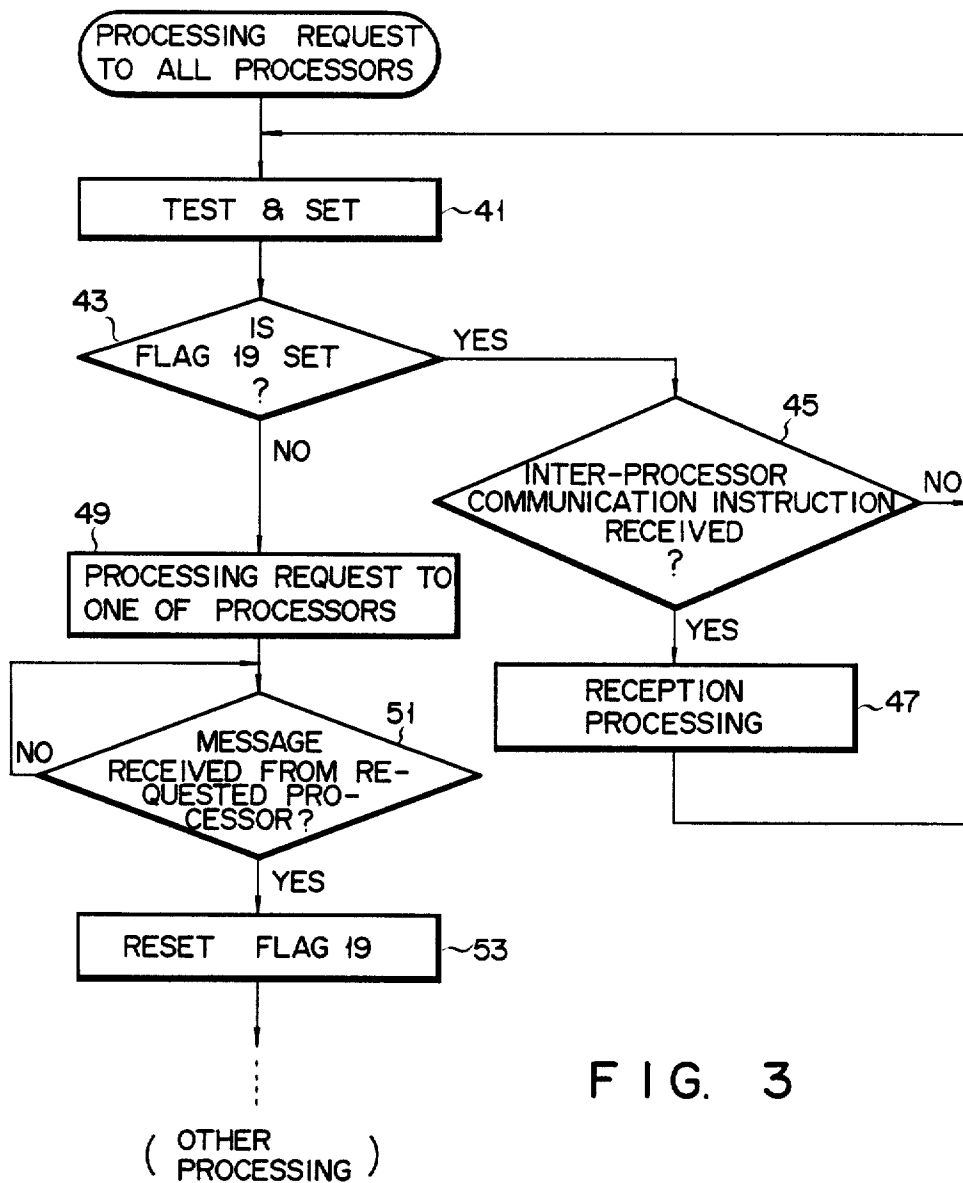 PROCESSING REQUEST
TO ALL PROCESSORS
TEST & SET
~41
43
IS
FLAG 19 SET
?
YES
NO
45
INTER-PROCESSOR
COMMUNICATION INSTRUCTION
RECEIVED
?
NO
YES
49
PROCESSING REQUEST TO
ONE OF PROCESSORS
RECEPTION
PROCESSING
~47
51
MESSAGE
RECEIVED FROM RE-
QUESTED PRO-
CESSOR?
NO
YES
RESET FLAG 19
~53
FIG. 3
( OTHER
PROCESSING )